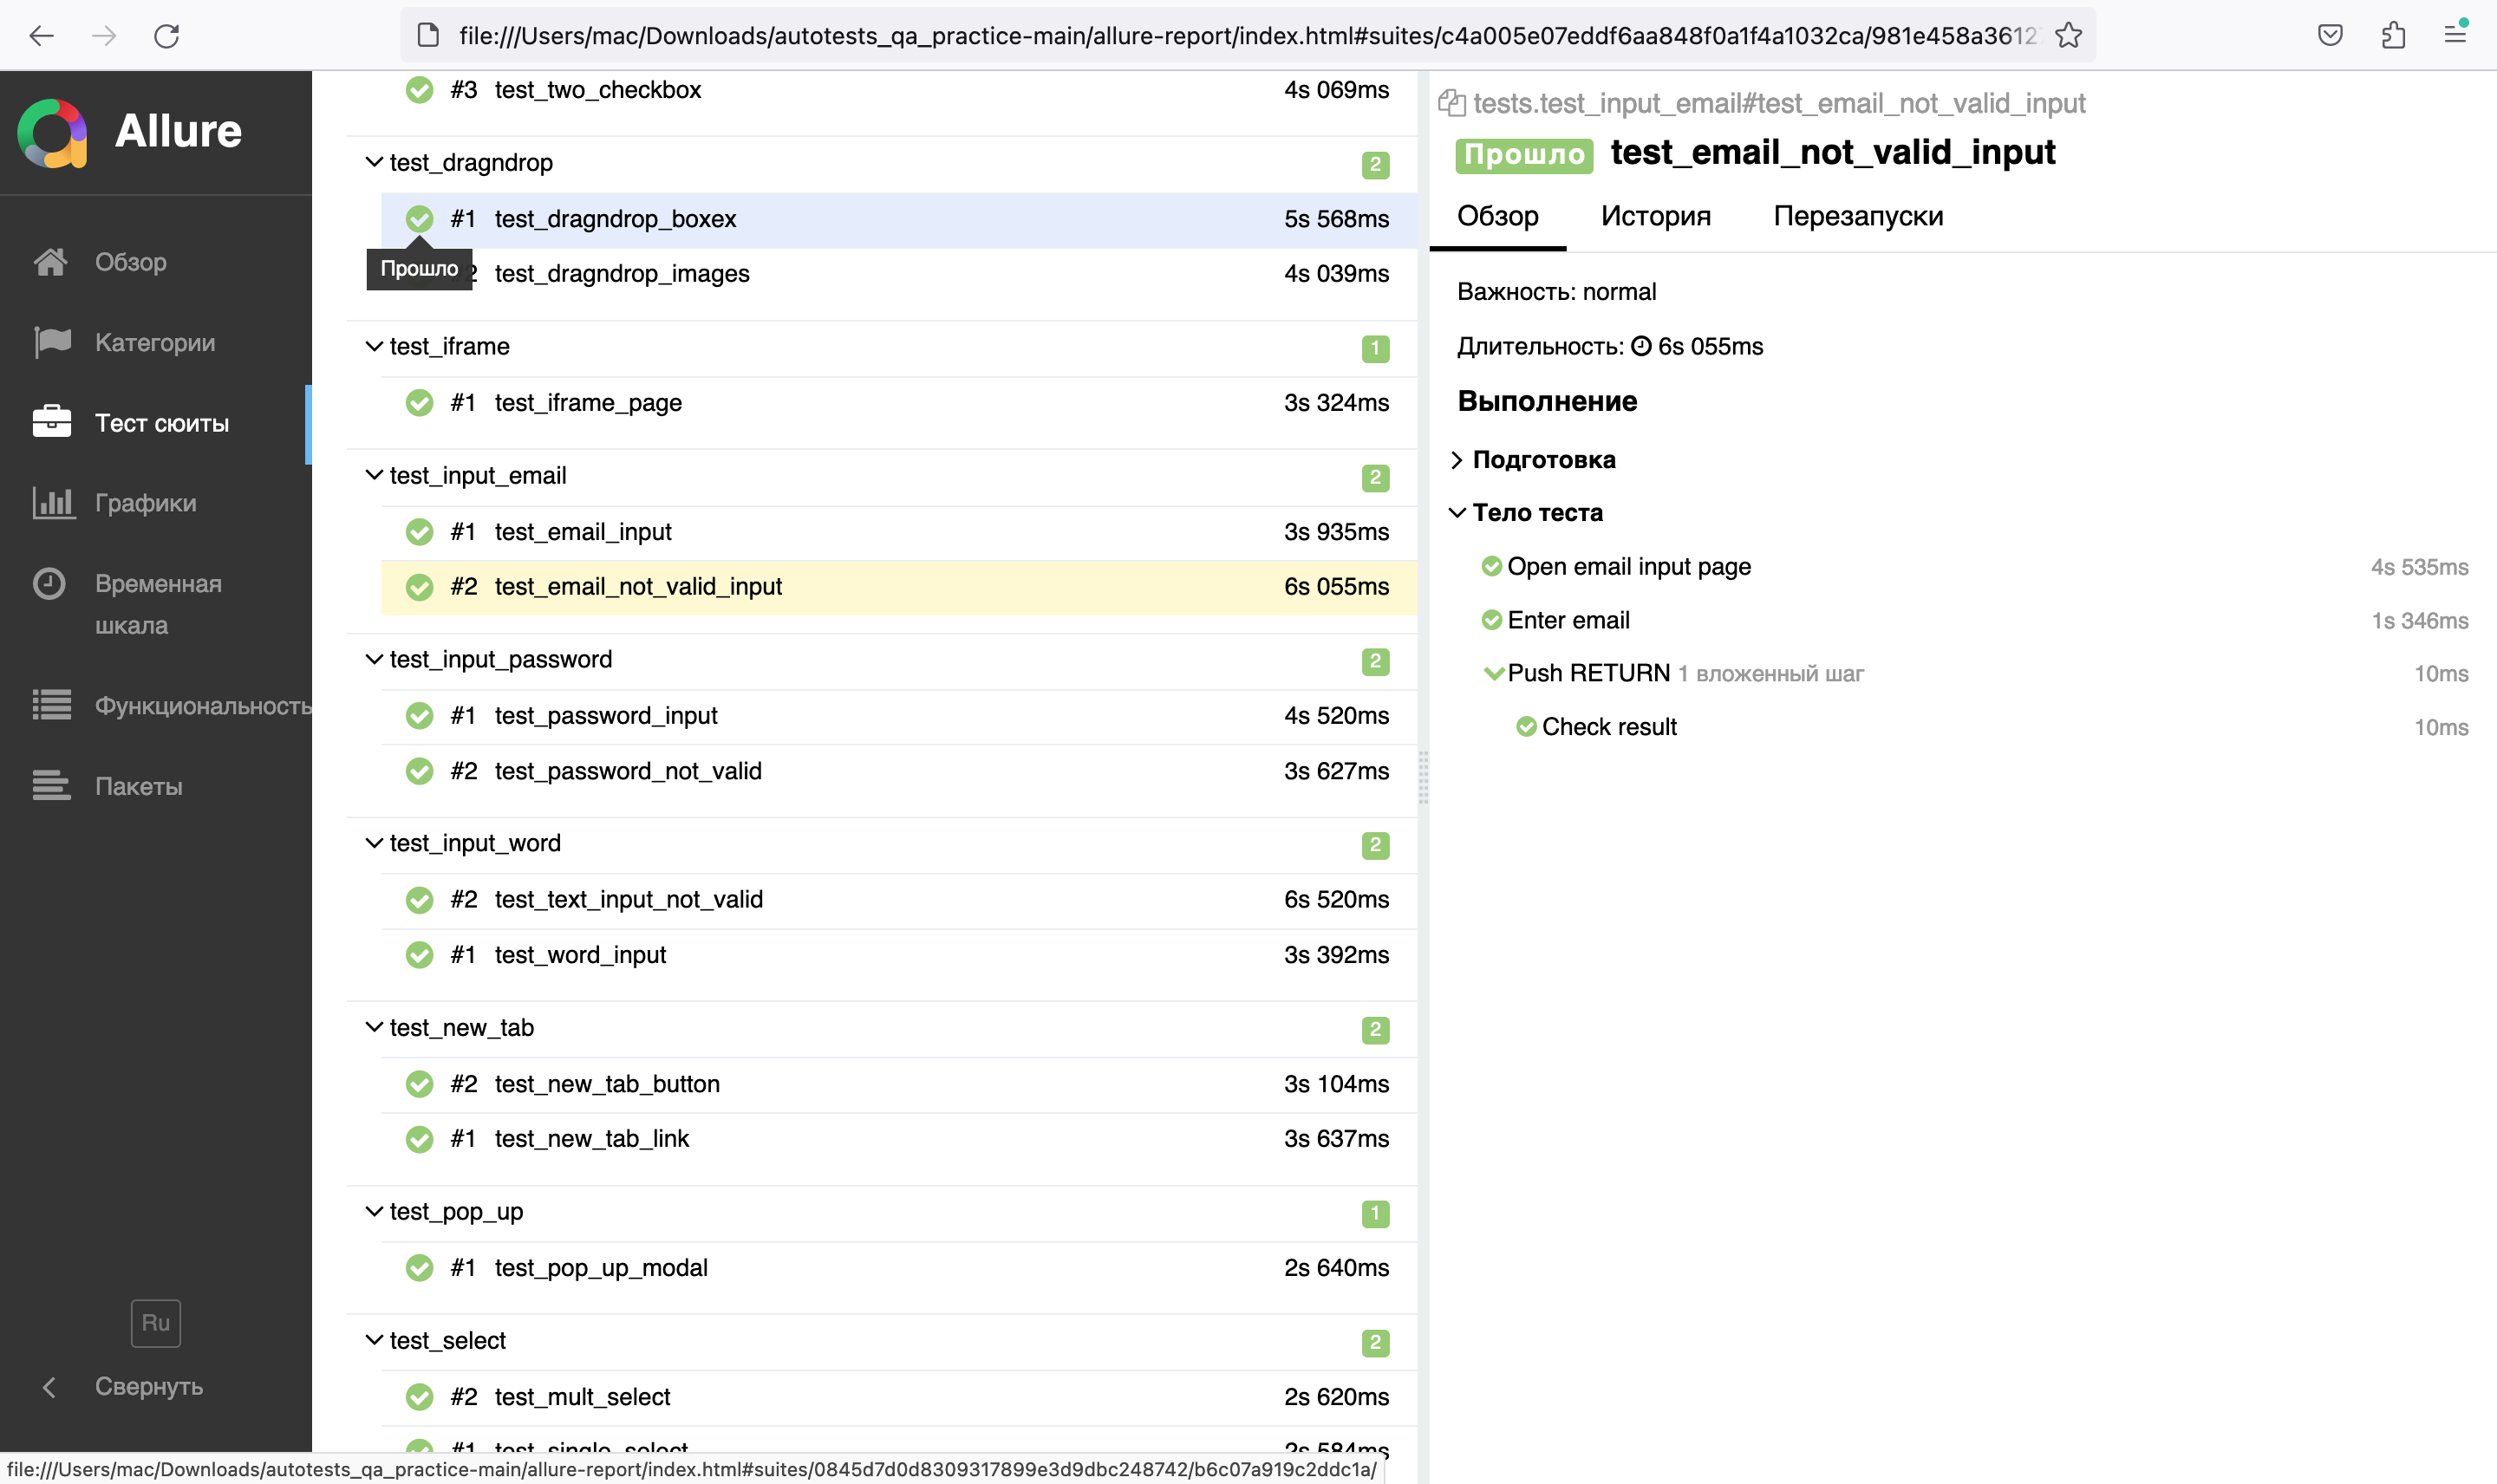 file:///Users/mac/Downloads/autotests_qa_practice-main/allure-report/index.html#suites/c4a005e07eddf6aa848f0a1f4a1032ca/981e458a3612
Allure
Обзор
Категории
Тест сюиты
Графики
Временная
шкала
Функциональность
Пакеты
Ru
Свернуть
#3 test_two_checkbox 4s 069ms
test_dragndrop 2
#1 test_dragndrop_boxex 5s 568ms
Прошло
2 test_dragndrop_images 4s 039ms
test_iframe 1
#1 test_iframe_page 3s 324ms
test_input_email 2
#1 test_email_input 3s 935ms
#2 test_email_not_valid_input 6s 055ms
test_input_password 2
#1 test_password_input 4s 520ms
#2 test_password_not_valid 3s 627ms
test_input_word 2
#2 test_text_input_not_valid 6s 520ms
#1 test_word_input 3s 392ms
test_new_tab 2
#2 test_new_tab_button 3s 104ms
#1 test_new_tab_link 3s 637ms
test_pop_up 1
#1 test_pop_up_modal 2s 640ms
test_select 2
#2 test_mult_select 2s 620ms
#1 test_single_select 2s 584ms
tests.test_input_email#test_email_not_valid_input
Прошло test_email_not_valid_input
Обзор История Перезапуски
Важность: normal
Длительность: 6s 055ms
Выполнение
Подготовка
Тело теста
Open email input page 4s 535ms
Enter email 1s 346ms
Push RETURN 1 вложенный шаг 10ms
Check result 10ms
file:///Users/mac/Downloads/autotests_qa_practice-main/allure-report/index.html#suites/0845d7d0d8309317899e3d9dbc248742/b6c07a919c2ddc1a/